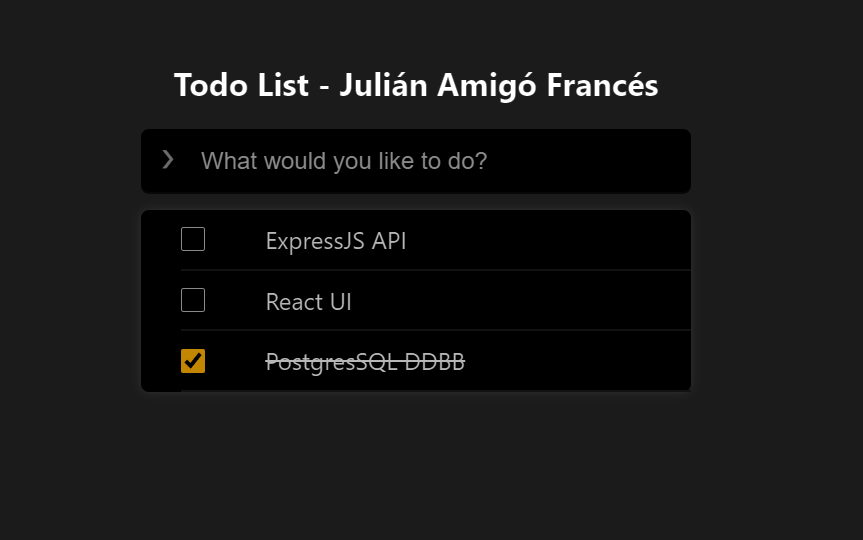 Todo List - Julián Amigó Francés
What would you like to do?
ExpressJS API
React UI
PostgresSQL DDBB